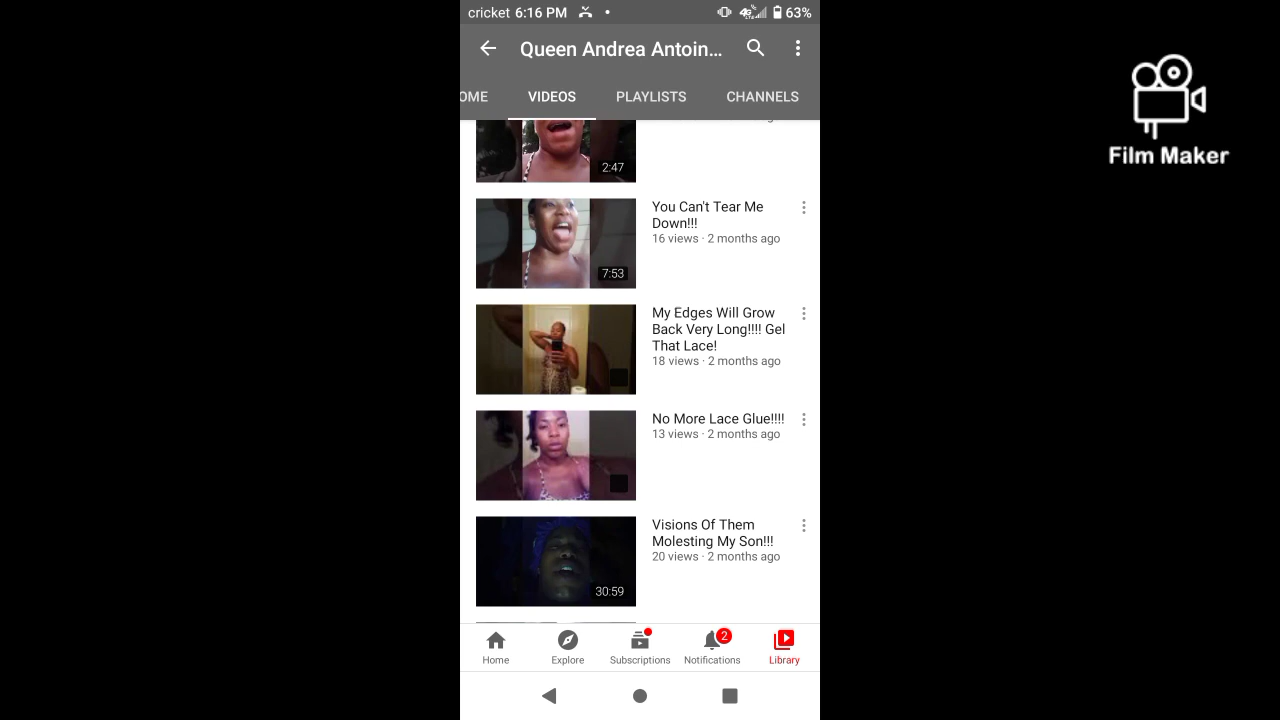 cricket 6:16 PM 63%
Queen Andrea Antoin...
OME VIDEOS PLAYLISTS CHANNELS
2:47
You Can't Tear Me
Down!!!
16 views · 2 months ago
7:53
My Edges Will Grow
Back Very Long!!!! Gel
That Lace!
18 views · 2 months ago
No More Lace Glue!!!!
13 views · 2 months ago
Visions Of Them
Molesting My Son!!!
20 views · 2 months ago
30:59
2
Home Explore Subscriptions Notifications Library
Film Maker